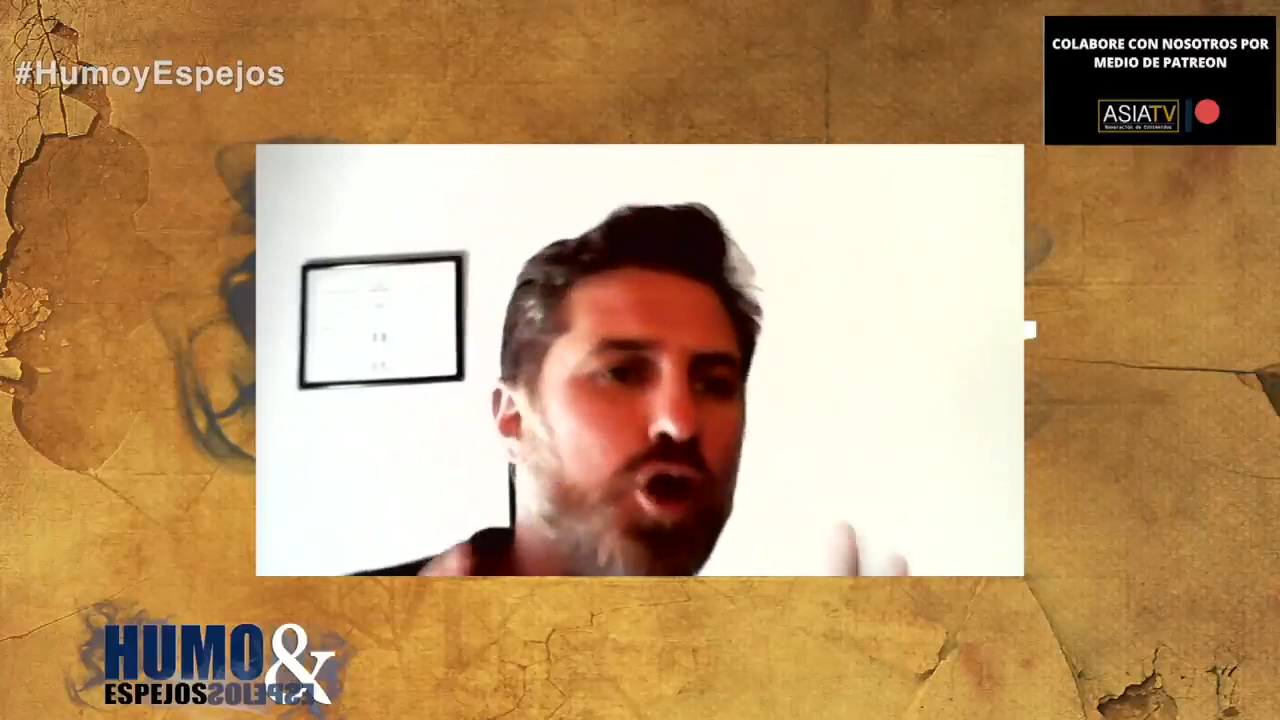 #HumoyEspejos
COLABORE CON NOSOTROS POR
MEDIO DE PATREON
ASIATV
HUMO&
ESPEJOS